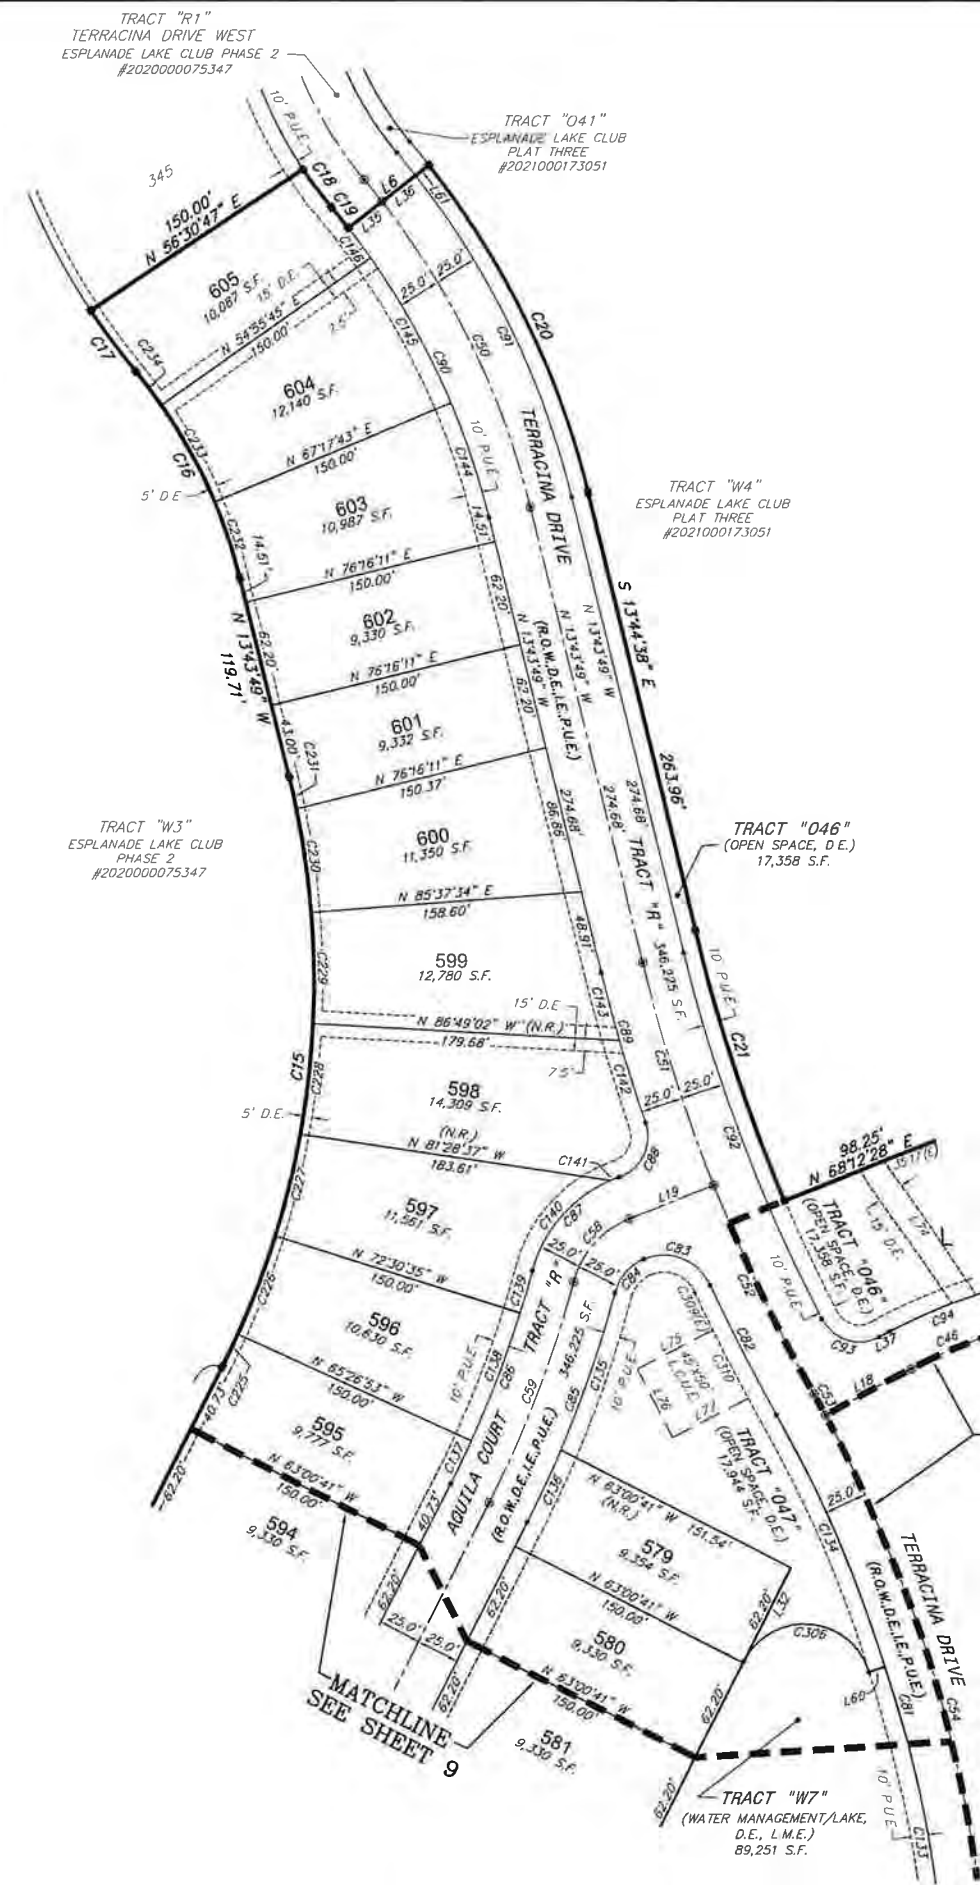 TRACT "R1"
TERRACINA DRIVE WEST
ESPLANADE LAKE CLUB PHASE 2
#2020000075347
TRACT "O41"
ESPLANADE LAKE CLUB
PLAT THREE
#2021000173051
10' P.U.E.
345
150.00'
N 56°30'47" E
C18
C19
L6
L35
L36
L61
C146
605
10,087 S.F.
15' D.E.
7.5'
N 54°55'45" E
150.00'
C17
C234
25.0'
25.0'
C145
C50
C91
C20
C90
604
12,140 S.F.
C233
C16
N 67°17'43" E
150.00'
5' D.E
C144
10' P.U.E
TERRACINA DRIVE
TRACT "W4"
ESPLANADE LAKE CLUB
PLAT THREE
#2021000173051
603
10,987 S.F.
C232
14.51'
14.51'
N 76°16'11" E
150.00'
62.20'
N 13°43'49" W
119.71'
602
9,330 S.F.
62.20'
N 13°43'49" W
(R.O.W.,D.E.,I.E.,P.U.E.)
N 13°43'49" W
N 13°43'49" W
S 13°44'38" E
263.96'
N 76°16'11" E
150.00'
62.20'
601
9,332 S.F.
43.00'
C231
N 76°16'11" E
150.37'
86.86'
274.68'
274.68'
274.68'
TRACT "W3"
ESPLANADE LAKE CLUB
PHASE 2
#2020000075347
600
11,350 S.F.
C230
TRACT "O46"
(OPEN SPACE, D.E.)
17,358 S.F.
TRACT "R"
346,225 S.F.
N 85°37'34" E
158.60'
48.91'
599
12,780 S.F.
C229
15' D.E
N 86°49'02" W (N.R.)
179.68'
C143
C89
10' P.U.E
C21
C51
7.5'
C15
C228
598
14,309 S.F.
C142
25.0'
25.0'
5' D.E.
(N.R.)
N 81°28'37" W
183.61'
C141
C88
C92
98.25'
N 68°12'28" E
C227
597
11,561 S.F.
C140
C87
C58
L19
N 72°30'35" W
150.00'
25.0'
25.0'
C84
C83
C52
TRACT "O46"
(OPEN SPACE, D.E.)
17,358 S.F.
15' D.E.
L74
10' P.U.E
C93
L37
C94
C46
L18
C53
C226
596
10,630 S.F.
C139
C138
C86
TRACT "R"
346,225 S.F.
C59
C309(E)
C310
C82
L75
45'X50'
L.C.U.E.
L76
L77
10' P.U.E
C135
C85
10' P.U.E
N 65°26'53" W
150.00'
C225
40.73'
595
9,777 S.F.
C137
40.73'
AQUILA COURT
(R.O.W.,D.E.,I.E.,P.U.E.)
C136
TRACT "O47"
(OPEN SPACE, D.E.)
17,944 S.F.
25.0'
C134
62.20'
N 63°00'41" W
150.00'
594
9,330 S.F.
N 63°00'41" W
(N.R.)
151.54'
579
9,354 S.F.
62.20'
L32
62.20'
25.0'
25.0'
62.20'
N 63°00'41" W
150.00'
580
9,330 S.F.
C306
TERRACINA DRIVE
(R.O.W.,D.E.,I.E.,P.U.E.)
C54
C81
L60
MATCHLINE
SEE SHEET 9
62.20'
N 63°00'41" W
150.00'
581
9,330 S.F.
62.20'
62.20'
TRACT "W7"
(WATER MANAGEMENT/LAKE,
D.E., L.M.E.)
89,251 S.F.
10' P.U.E
C133